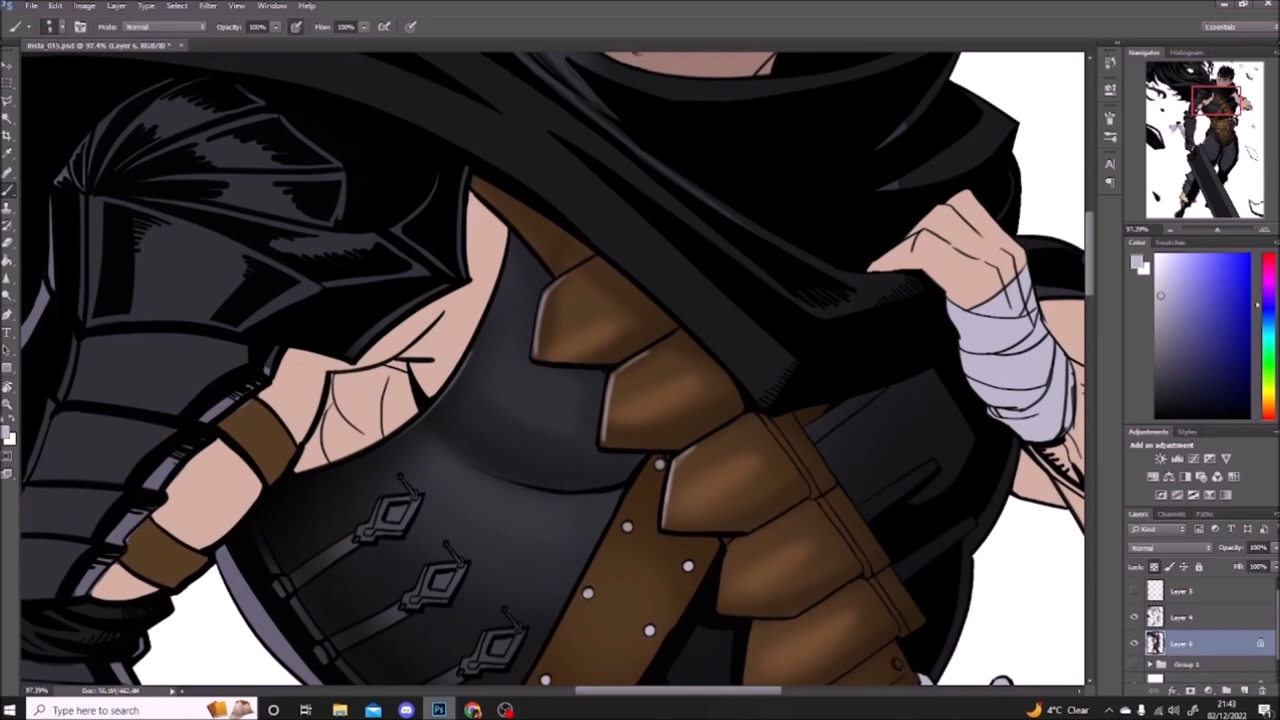 File Edit Image Layer Type Select Filter View Window Help
Mode: Normal Opacity: 100% Flow: 100% Essentials
Insta_015.psd @ 97.4% (Layer 6, RGB/8) * ×
Navigator Histogram
97.39%
Color Swatches
Adjustments Styles
Add an adjustment
Layers Channels Paths
Kind
Normal Opacity: 100%
Lock: Fill: 100%
Layer 4
Layer 6
Group 1
97.39% Doc: 56.1M/442.4M
Type here to search
4°C Clear
21:43
02/12/2022